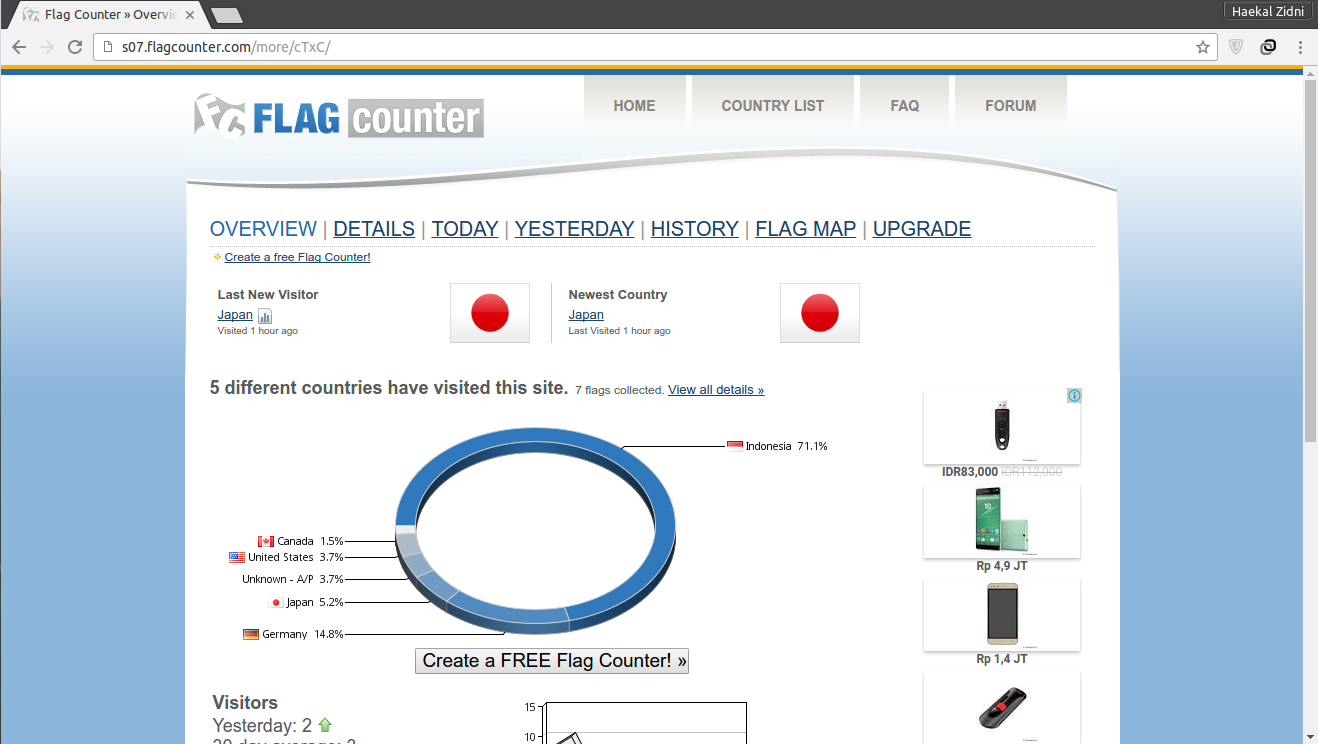 Flag Counter » Overvi
Haekal Zidni
s07.flagcounter.com/more/cTxC/
FLAG counter
HOME
COUNTRY LIST
FAQ
FORUM
OVERVIEW | DETAILS | TODAY | YESTERDAY | HISTORY | FLAG MAP | UPGRADE
Create a free Flag Counter!
Last New Visitor
Japan
Visited 1 hour ago
Newest Country
Japan
Last Visited 1 hour ago
5 different countries have visited this site. 7 flags collected. View all details »
Indonesia 71.1%
Canada 1.5%
United States 3.7%
Unknown - A/P 3.7%
Japan 5.2%
Germany 14.8%
Create a FREE Flag Counter! »
IDR83,000 IDR112,000
Rp 4,9 JT
Rp 1,4 JT
Visitors
Yesterday: 2
30 day average: 2
15
10